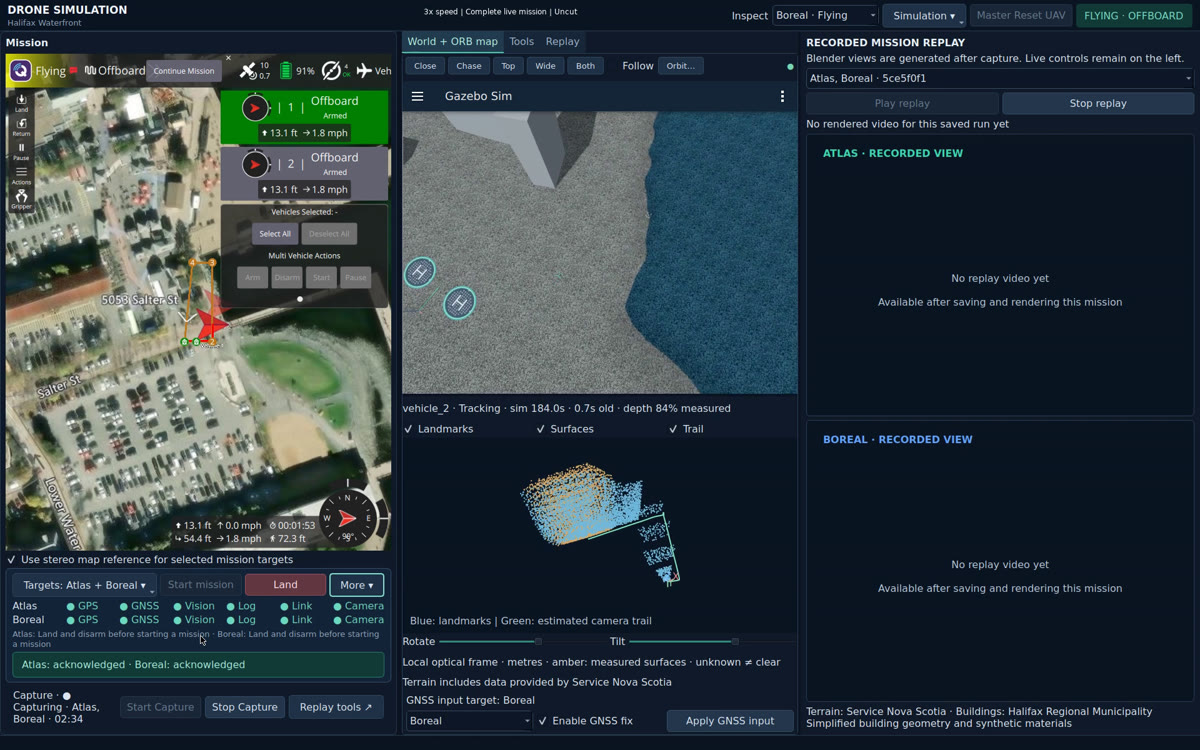 DRONE SIMULATION
Halifax Waterfront
3x speed | Complete live mission | Uncut
Inspect
Boreal · Flying
Simulation
Master Reset UAV
FLYING · OFFBOARD
Mission
Flying
Offboard
Continue Mission
10
0.7
91%
4
OK
Veh
Land
Return
Pause
Actions
Gripper
| 1 |
Offboard
Armed
13.1 ft
1.8 mph
| 2 |
Offboard
Armed
13.1 ft
1.8 mph
Vehicles Selected: -
Select All
Deselect All
Multi Vehicle Actions
Arm
Disarm
Start
Pause
4
3
2
5053 Salter St
Salter St
Lower Water
N
W
E
90°
13.1 ft
0.0 mph
00:01:53
54.4 ft
1.8 mph
72.3 ft
Use stereo map reference for selected mission targets
Targets: Atlas + Boreal
Start mission
Land
More
Atlas
GPS
GNSS
Vision
Log
Link
Camera
Boreal
GPS
GNSS
Vision
Log
Link
Camera
Atlas: Land and disarm before starting a mission · Boreal: Land and disarm before starting
a mission
Atlas: acknowledged · Boreal: acknowledged
Capture · ●
Capturing · Atlas,
Boreal · 02:34
Start Capture
Stop Capture
Replay tools ↗
World + ORB map
Tools
Replay
Close
Chase
Top
Wide
Both
Follow
Orbit...
Gazebo Sim
H
H
vehicle_2 · Tracking · sim 184.0s · 0.7s old · depth 84% measured
Landmarks
Surfaces
Trail
Blue: landmarks | Green: estimated camera trail
Rotate
Tilt
Local optical frame · metres · amber: measured surfaces · unknown ≠ clear
Terrain includes data provided by Service Nova Scotia
GNSS input target: Boreal
Boreal
Enable GNSS fix
Apply GNSS input
RECORDED MISSION REPLAY
Blender views are generated after capture. Live controls remain on the left.
Atlas, Boreal · 5ce5f0f1
Play replay
Stop replay
No rendered video for this saved run yet
ATLAS · RECORDED VIEW
No replay video yet
Available after saving and rendering this mission
BOREAL · RECORDED VIEW
No replay video yet
Available after saving and rendering this mission
Terrain: Service Nova Scotia · Buildings: Halifax Regional Municipality
Simplified building geometry and synthetic materials